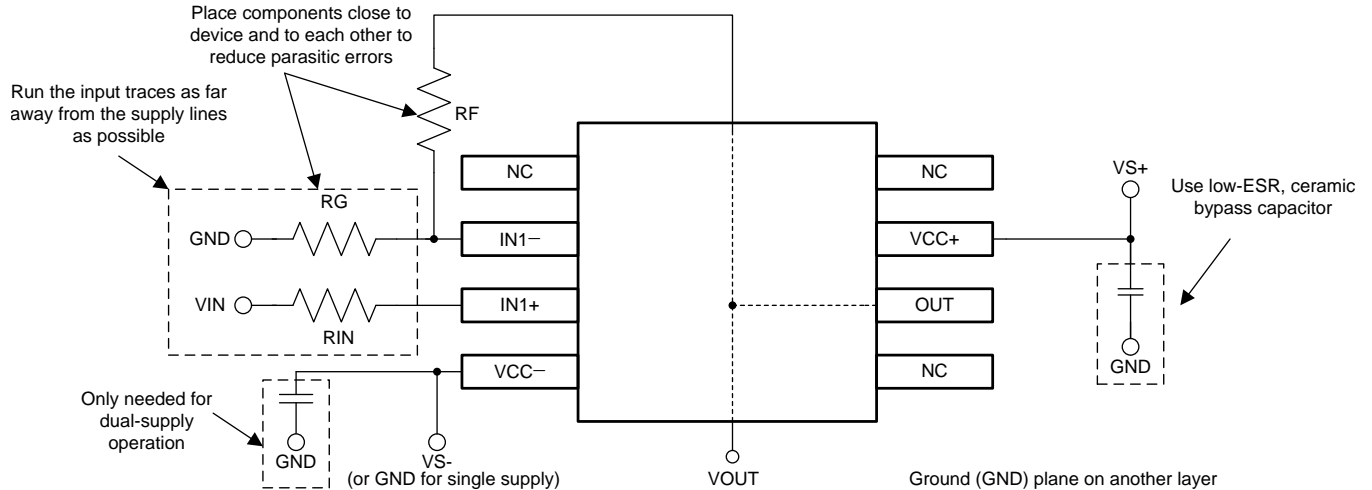 Place components close to
device and to each other to
reduce parasitic errors
Run the input traces as far
away from the supply lines
as possible
RF
NC
NC
VS+
Use low-ESR, ceramic
bypass capacitor
RG
GND
IN1−
VCC+
VIN
IN1+
OUT
RIN
VCC−
NC
GND
Only needed for
dual-supply
operation
GND
VS-
(or GND for single supply)
VOUT
Ground (GND) plane on another layer